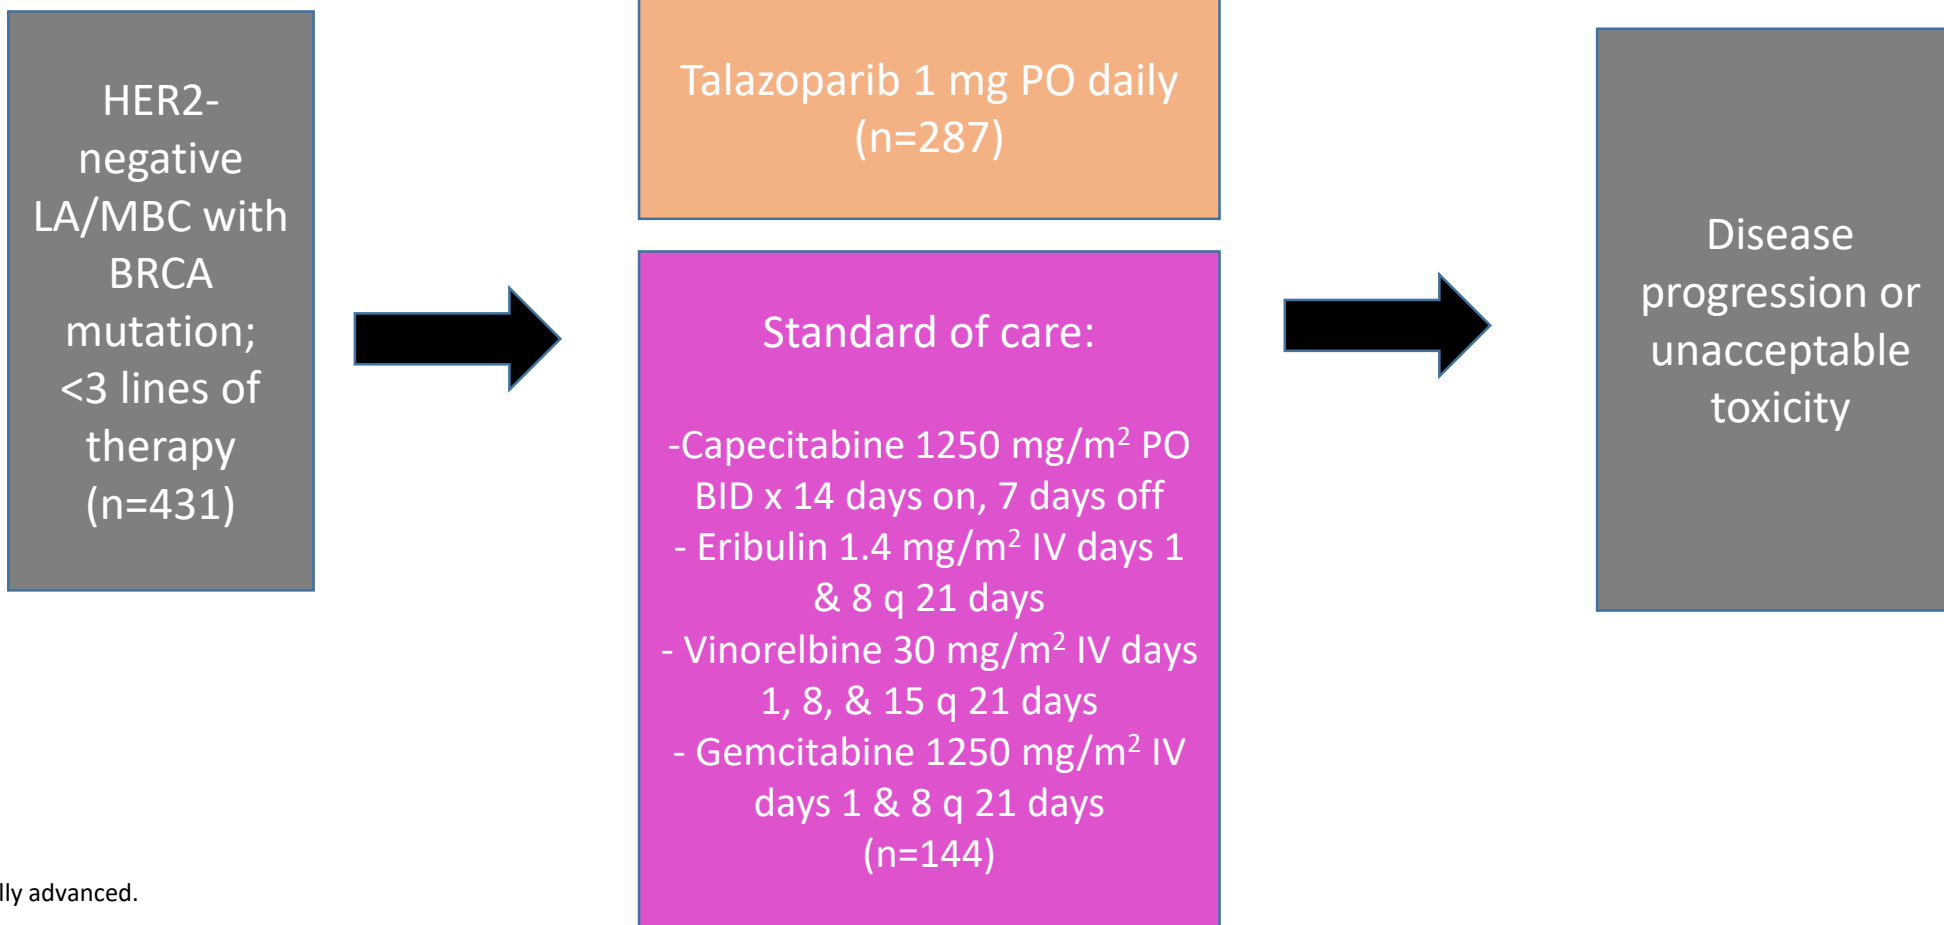 HER2-
negative
LA/MBC with
BRCA
mutation;
<3 lines of
therapy
(n=431)
Talazoparib 1 mg PO daily
(n=287)
Standard of care:
-Capecitabine 1250 mg/m² PO
BID x 14 days on, 7 days off
- Eribulin 1.4 mg/m² IV days 1
& 8 q 21 days
- Vinorelbine 30 mg/m² IV days
1, 8, & 15 q 21 days
- Gemcitabine 1250 mg/m² IV
days 1 & 8 q 21 days
(n=144)
Disease
progression or
unacceptable
toxicity
lly advanced.